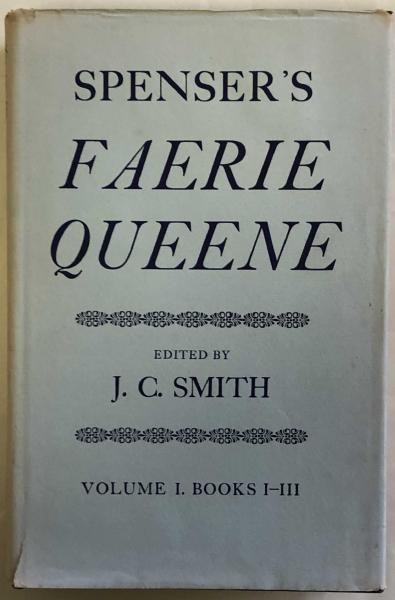 SPENSER'S
FAERIE
QUEENE
EDITED BY
J. C. SMITH
VOLUME I. BOOKS I–III